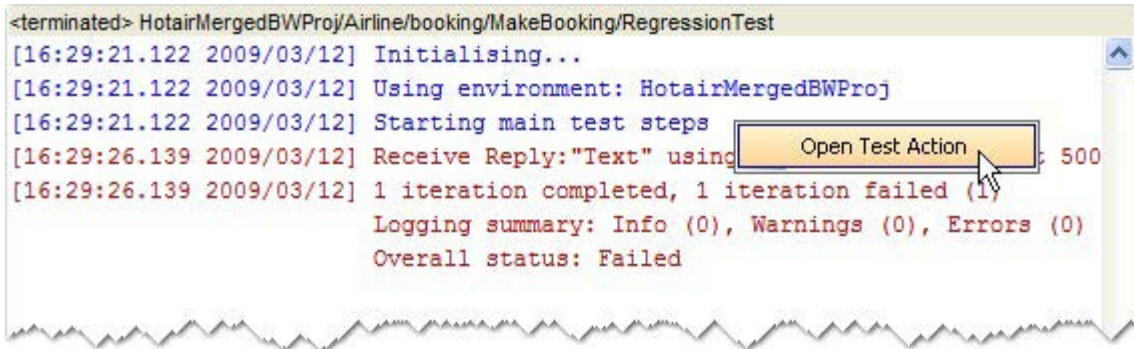 <terminated> HotairMergedBWProj/Airline/booking/MakeBooking/RegressionTest
[16:29:21.122 2009/03/12] Initialising...
[16:29:21.122 2009/03/12] Using environment: HotairMergedBWProj
[16:29:21.122 2009/03/12] Starting main test steps
Open Test Action
[16:29:26.139 2009/03/12] Receive Reply:"Text" using 500
[16:29:26.139 2009/03/12] 1 iteration completed, 1 iteration failed (1)
Logging summary: Info (0), Warnings (0), Errors (0)
Overall status: Failed